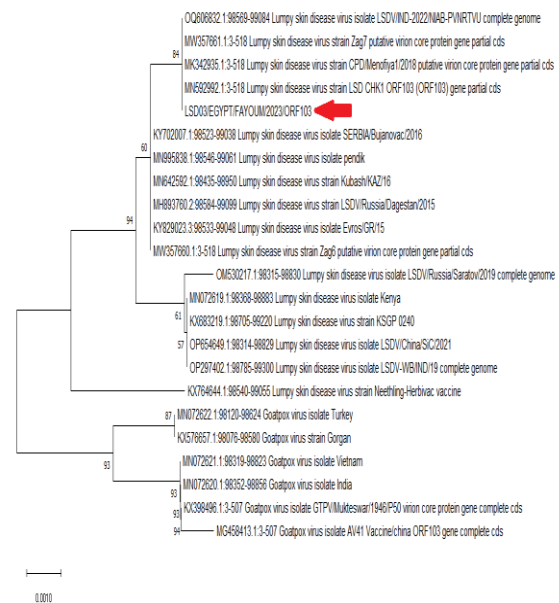 OQ606832.1:98569-99084 Lumpy skin disease virus isolate LSDV/IND-2022/NIAB-PVNRTVU complete genome
MW357661.1:3-518 Lumpy skin disease virus strain Zag7 putative virion core protein gene partial cds
84
MK342935.1:3-518 Lumpy skin disease virus strain CPD/Menofiya1/2018 putative virion core protein gene partial cds
MN592992.1:3-518 Lumpy skin disease virus strain LSD CHK1 ORF103 (ORF103) gene partial cds
LSD03/EGYPT/FAYOUM/2023/ORF103
KY702007.1:98523-99038 Lumpy skin disease virus isolate SERBIA/Bujanovac/2016
60
MN995838.1:98546-99061 Lumpy skin disease virus isolate pendik
MN642592.1:98435-98950 Lumpy skin disease virus strain Kubash/KAZ/16
MH893760.2:98584-99099 Lumpy skin disease virus strain LSDV/Russia/Dagestan/2015
94
KY829023.3:98533-99048 Lumpy skin disease virus isolate Evros/GR/15
MW357660.1:3-518 Lumpy skin disease virus strain Zag6 putative virion core protein gene partial cds
OM530217.1:98315-98830 Lumpy skin disease virus isolate LSDV/Russia/Saratov/2019 complete genome
MN072619.1:98368-98883 Lumpy skin disease virus isolate Kenya
61
KX683219.1:98705-99220 Lumpy skin disease virus strain KSGP 0240
OP654649.1:98314-98829 Lumpy skin disease virus isolate LSDV/China/SiC/2021
57
OP297402.1:98785-99300 Lumpy skin disease virus isolate LSDV-WB/IND/19 complete genome
KX764644.1:98540-99055 Lumpy skin disease virus strain Neethling-Herbivac vaccine
87
MN072622.1:98120-98624 Goatpox virus isolate Turkey
KX576657.1:98076-98580 Goatpox virus strain Gorgan
93
MN072621.1:98319-98823 Goatpox virus isolate Vietnam
MN072620.1:98352-98856 Goatpox virus isolate India
93
KX398496.1:3-507 Goatpox virus isolate GTPV/Mukteswar/1946/P50 virion core protein gene complete cds
93
94
MG458413.1:3-507 Goatpox virus isolate AV41 Vaccine/china ORF103 gene complete cds
0.0010